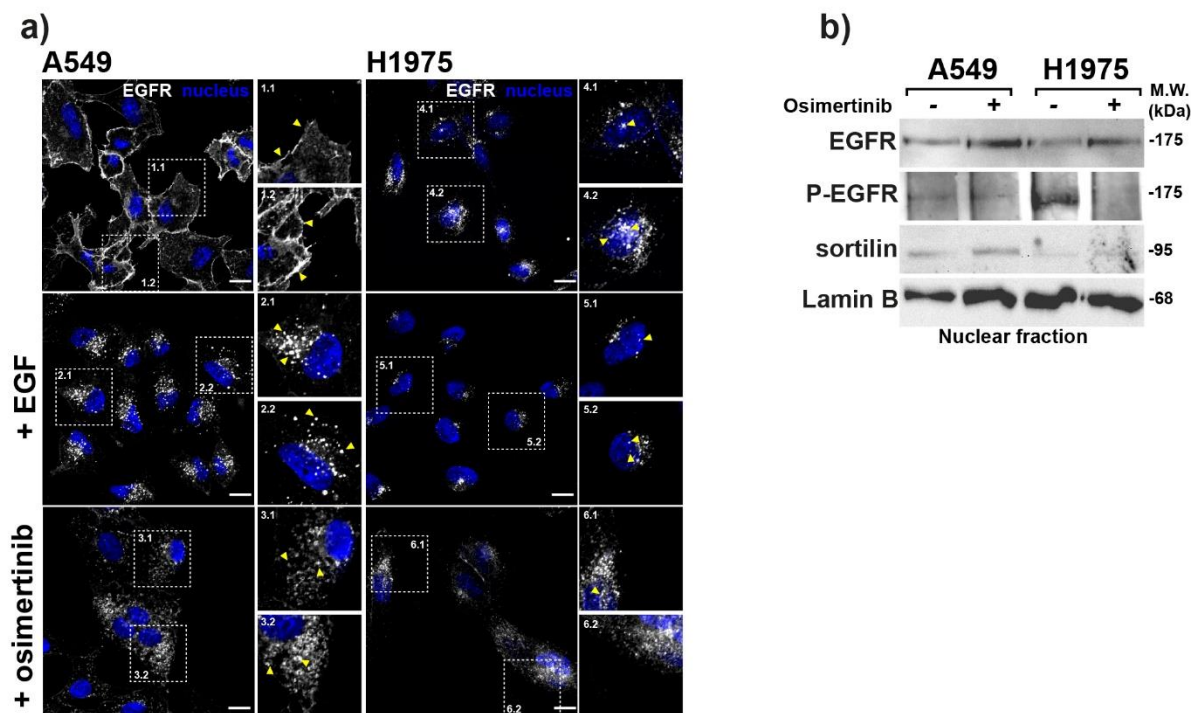 a)
A549
H1975
EGFR nucleus
1.1
1.2
1.1
1.2
EGFR nucleus
4.1
4.2
4.1
4.2
+ EGF
2.1
2.2
2.1
2.2
5.1
5.2
5.1
5.2
+ osimertinib
3.1
3.2
3.1
3.2
6.1
6.2
6.1
6.2
b)
A549 H1975
M.W.
(kDa)
Osimertinib - + - +
EGFR -175
P-EGFR -175
sortilin -95
Lamin B -68
Nuclear fraction